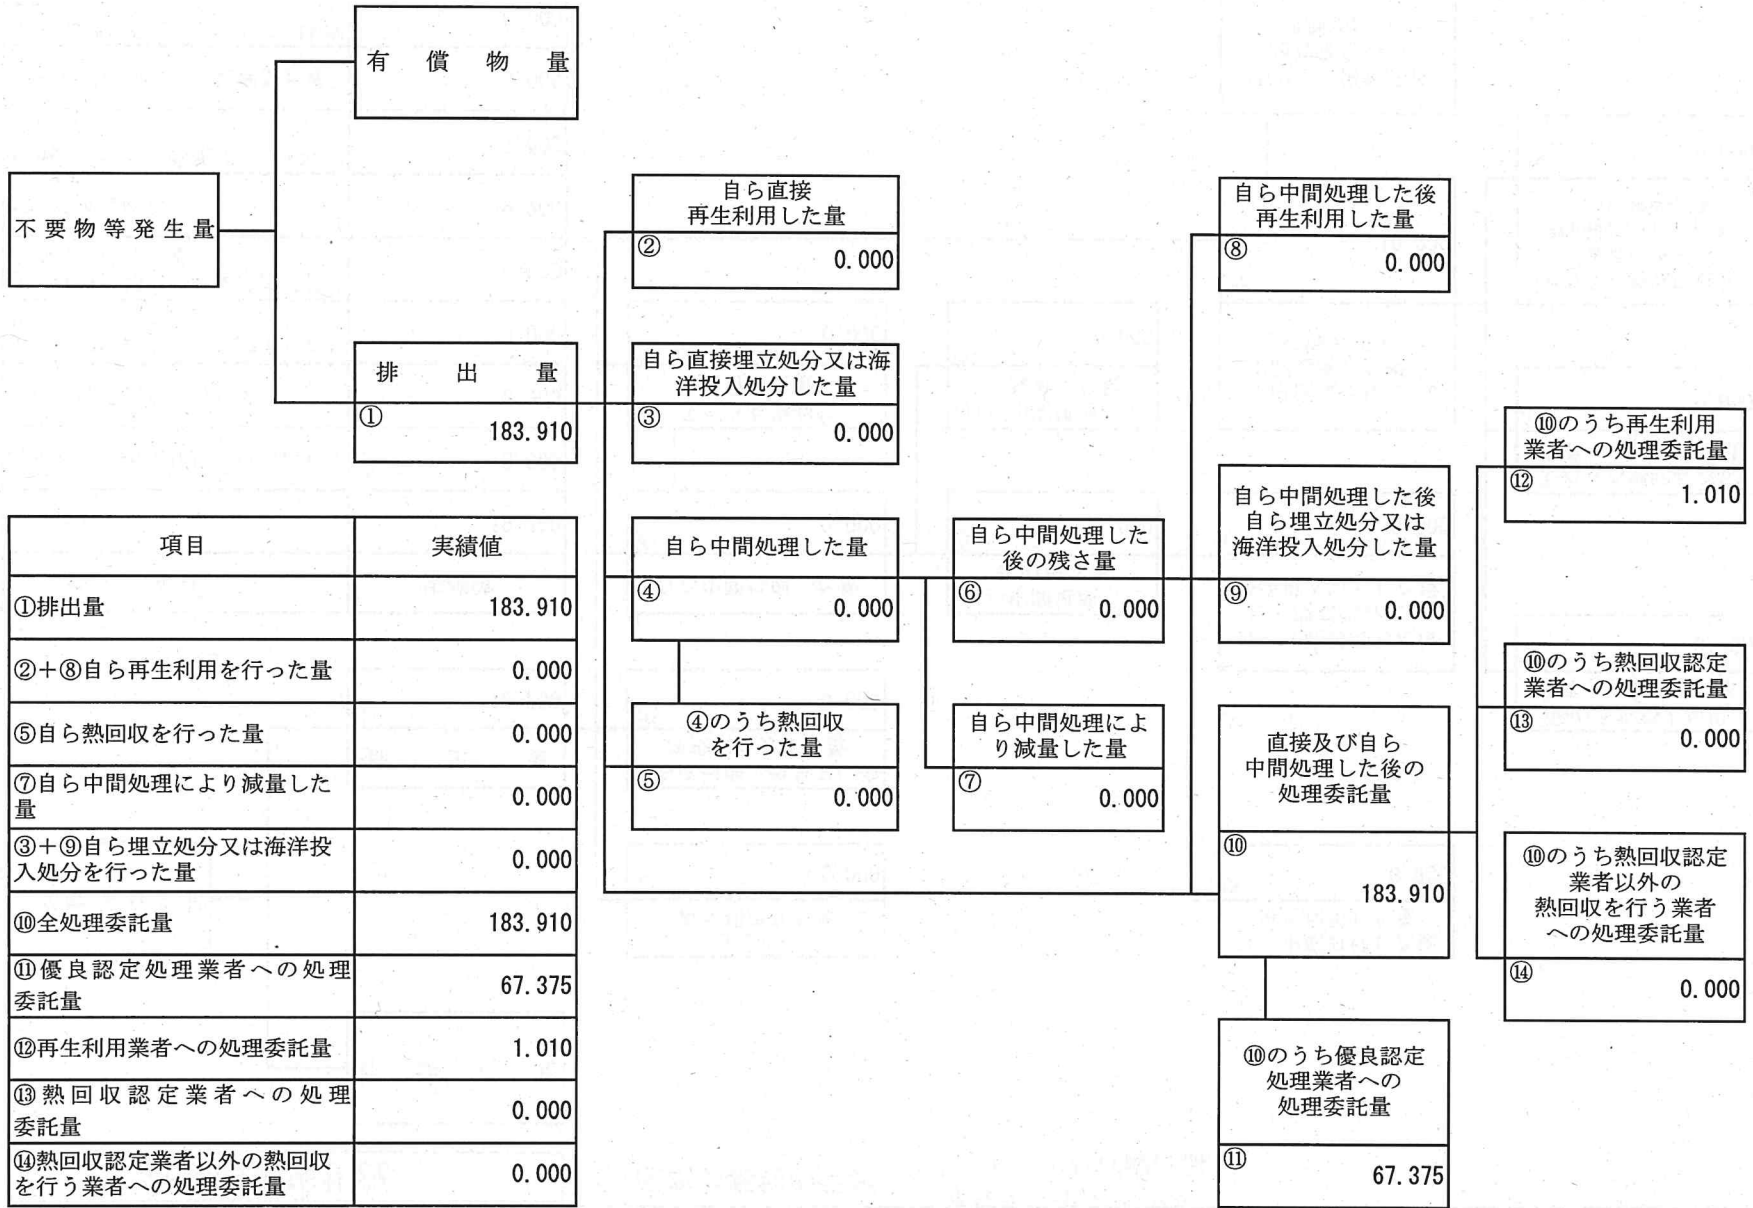 有償物量
不要物等発生量
排出量
①
183.910
自ら直接
再生利用した量
②
0.000
自ら直接埋立処分又は海
洋投入処分した量
③
0.000
自ら中間処理した量
④
0.000
④のうち熱回収
を行った量
⑤
0.000
自ら中間処理した
後の残さ量
⑥
0.000
自ら中間処理によ
り減量した量
⑦
0.000
自ら中間処理した後
再生利用した量
⑧
0.000
自ら中間処理した後
自ら埋立処分又は
海洋投入処分した量
⑨
0.000
直接及び自ら
中間処理した後の
処理委託量
⑩
183.910
⑩のうち優良認定
処理業者への
処理委託量
⑪
67.375
⑩のうち再生利用
業者への処理委託量
⑫
1.010
⑩のうち熱回収認定
業者への処理委託量
⑬
0.000
⑩のうち熱回収認定
業者以外の
熱回収を行う業者
への処理委託量
⑭
0.000
項目 実績値
①排出量 183.910
②+⑧自ら再生利用を行った量 0.000
⑤自ら熱回収を行った量 0.000
⑦自ら中間処理により減量した
量 0.000
③+⑨自ら埋立処分又は海洋投
入処分を行った量 0.000
⑩全処理委託量 183.910
⑪優良認定処理業者への処理
委託量 67.375
⑫再生利用業者への処理委託量 1.010
⑬熱回収認定業者への処理
委託量 0.000
⑭熱回収認定業者以外の熱回収
を行う業者への処理委託量 0.000